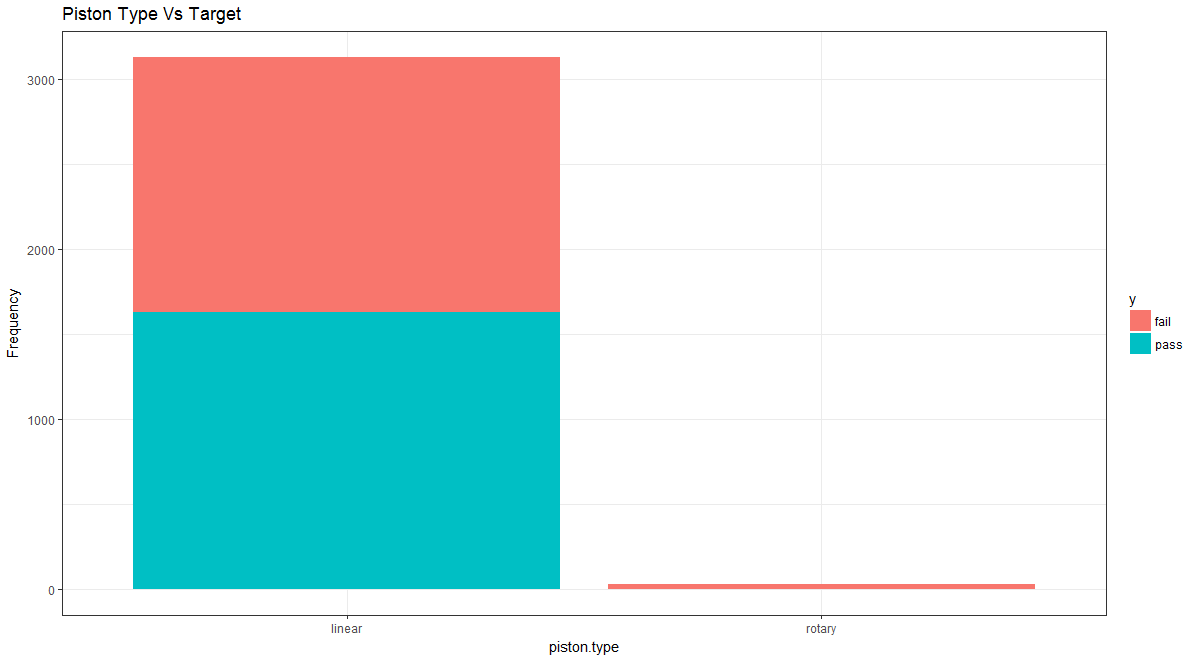 Piston Type Vs Target
3000
2000
1000
0
Frequency
linear
rotary
piston.type
y
fail
pass